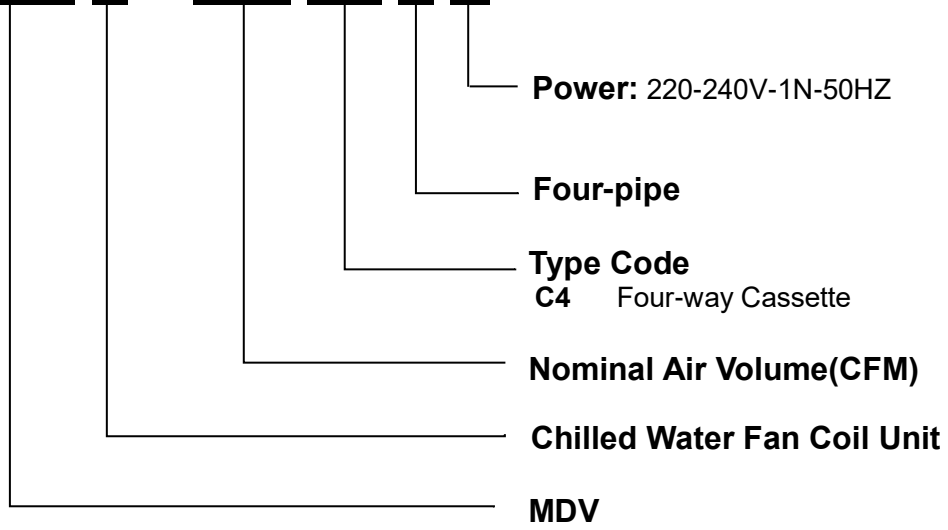 Power: 220-240V-1N-50HZ
Four-pipe
Type Code
C4 Four-way Cassette
Nominal Air Volume(CFM)
Chilled Water Fan Coil Unit
MDV